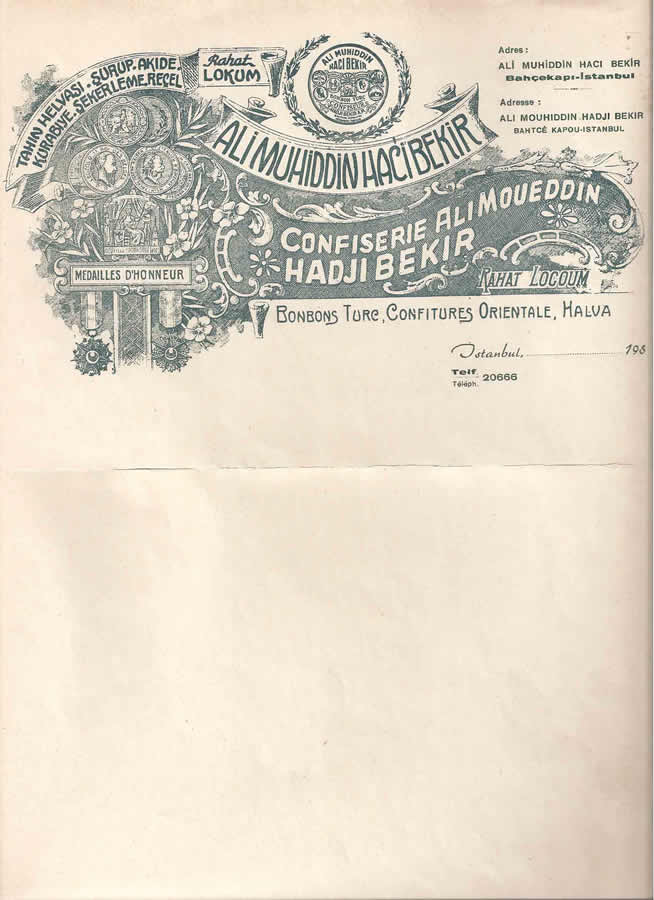 TAHIN HELVASI . ŞURUP . AKIDE .
KURABIYE . ŞEKERLEME . REÇEL
Rahat
LOKUM
ALI MUHIDDIN
HACI BEKIR
ALI MUHIDDIN HACI BEKIR
CONFISERIE ALI MOUEDDIN
HADJI BEKIR
RAHAT LOCOUM
MEDAILLES D'HONNEUR
BONBONS TURC, CONFITURES ORIENTALE, HALVA
Adres :
ALİ MUHİDDİN HACI BEKİR
Bahçekapı-İstanbul
Adresse :
ALİ MOUHIDDIN HADJI BEKIR
BAHTCÉ KAPOU-ISTANBUL
Istanbul, 19
Telf.
Téléph. 20666